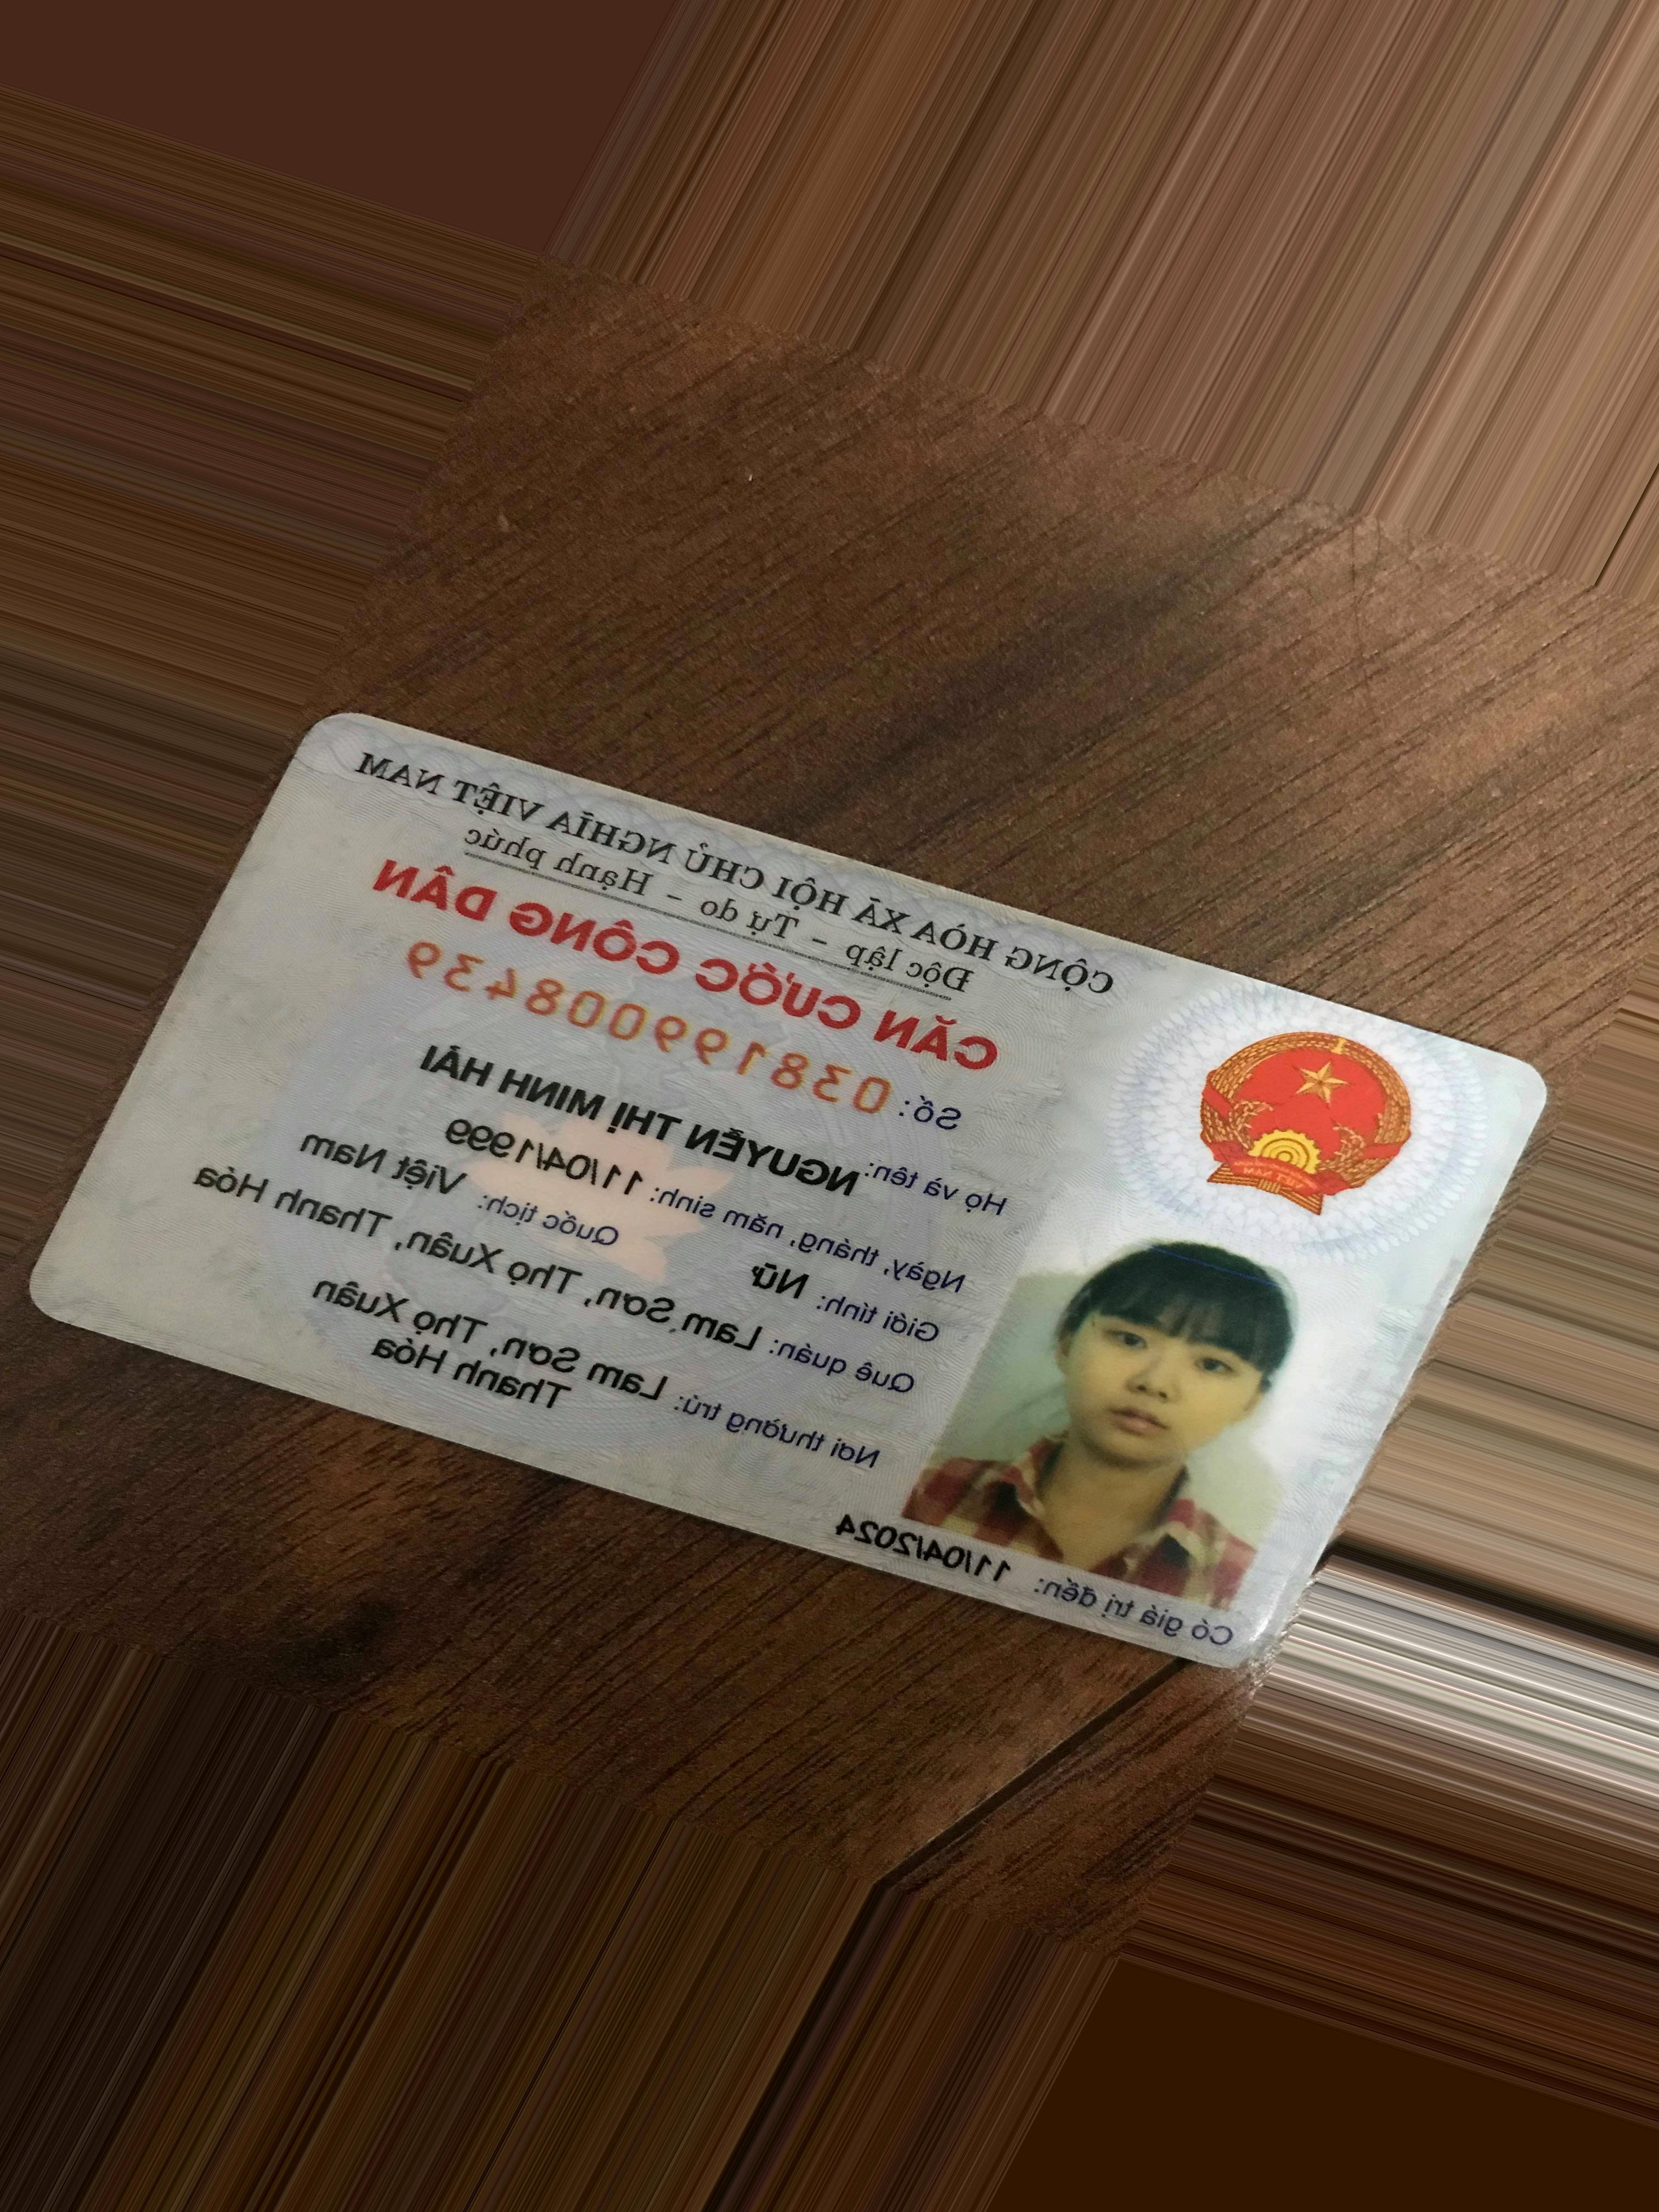 CỘNG HÒA XÃ HỘI CHỦ NGHĨA VIỆT NAM
Độc lập - Tự do - Hạnh phúc
CĂN CƯỚC CÔNG DÂN
Số: 038199008439
Họ và tên: NGUYỄN THỊ MINH HẢI
Ngày, tháng, năm sinh: 11/04/1999
Giới tính: Nữ Quốc tịch: Việt Nam
Quê quán: Lam Sơn, Thọ Xuân, Thanh Hóa
Nơi thường trú: Lam Sơn, Thọ Xuân
Thanh Hóa
Có giá trị đến: 11/04/2024